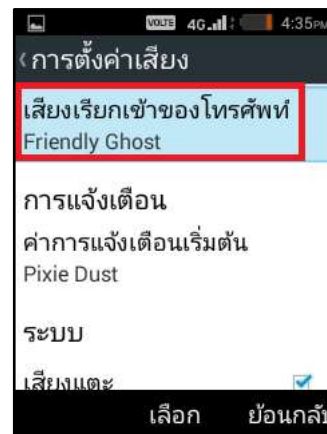 VOLTE 4G 4:35PM
การตั้งค่าเสียง
เสียงเรียกเข้าของโทรศัพท์
Friendly Ghost
การแจ้งเตือน
ค่าการแจ้งเตือนเริ่มต้น
Pixie Dust
ระบบ
เสียงแตะ
เลือก ย้อนกลับ